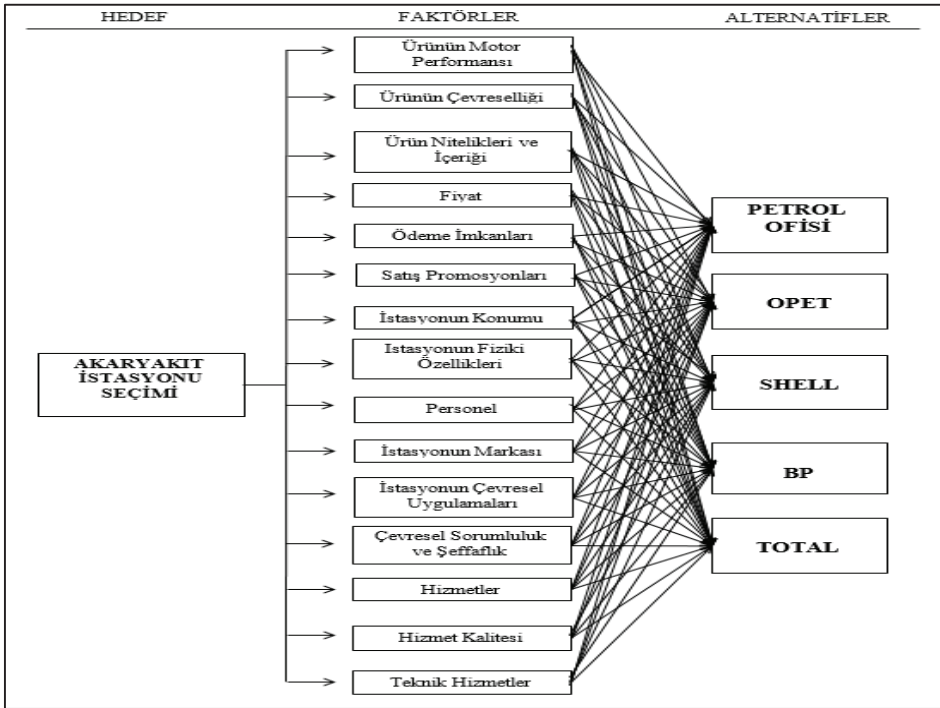 HEDEF
FAKTÖRLER
ALTERNATİFLER
AKARYAKIT
İSTASYONU
SEÇİMİ
Ürünün Motor
Performansı
Ürünün Çevreselliği
Ürün Nitelikleri ve
İçeriği
Fiyat
Ödeme İmkanları
Satış Promosyonları
İstasyonun Konumu
İstasyonun Fiziki
Özellikleri
Personel
İstasyonun Markası
İstasyonun Çevresel
Uygulamaları
Çevresel Sorumluluk
ve Şeffaflık
Hizmetler
Hizmet Kalitesi
Teknik Hizmetler
PETROL
OFİSİ
OPET
SHELL
BP
TOTAL